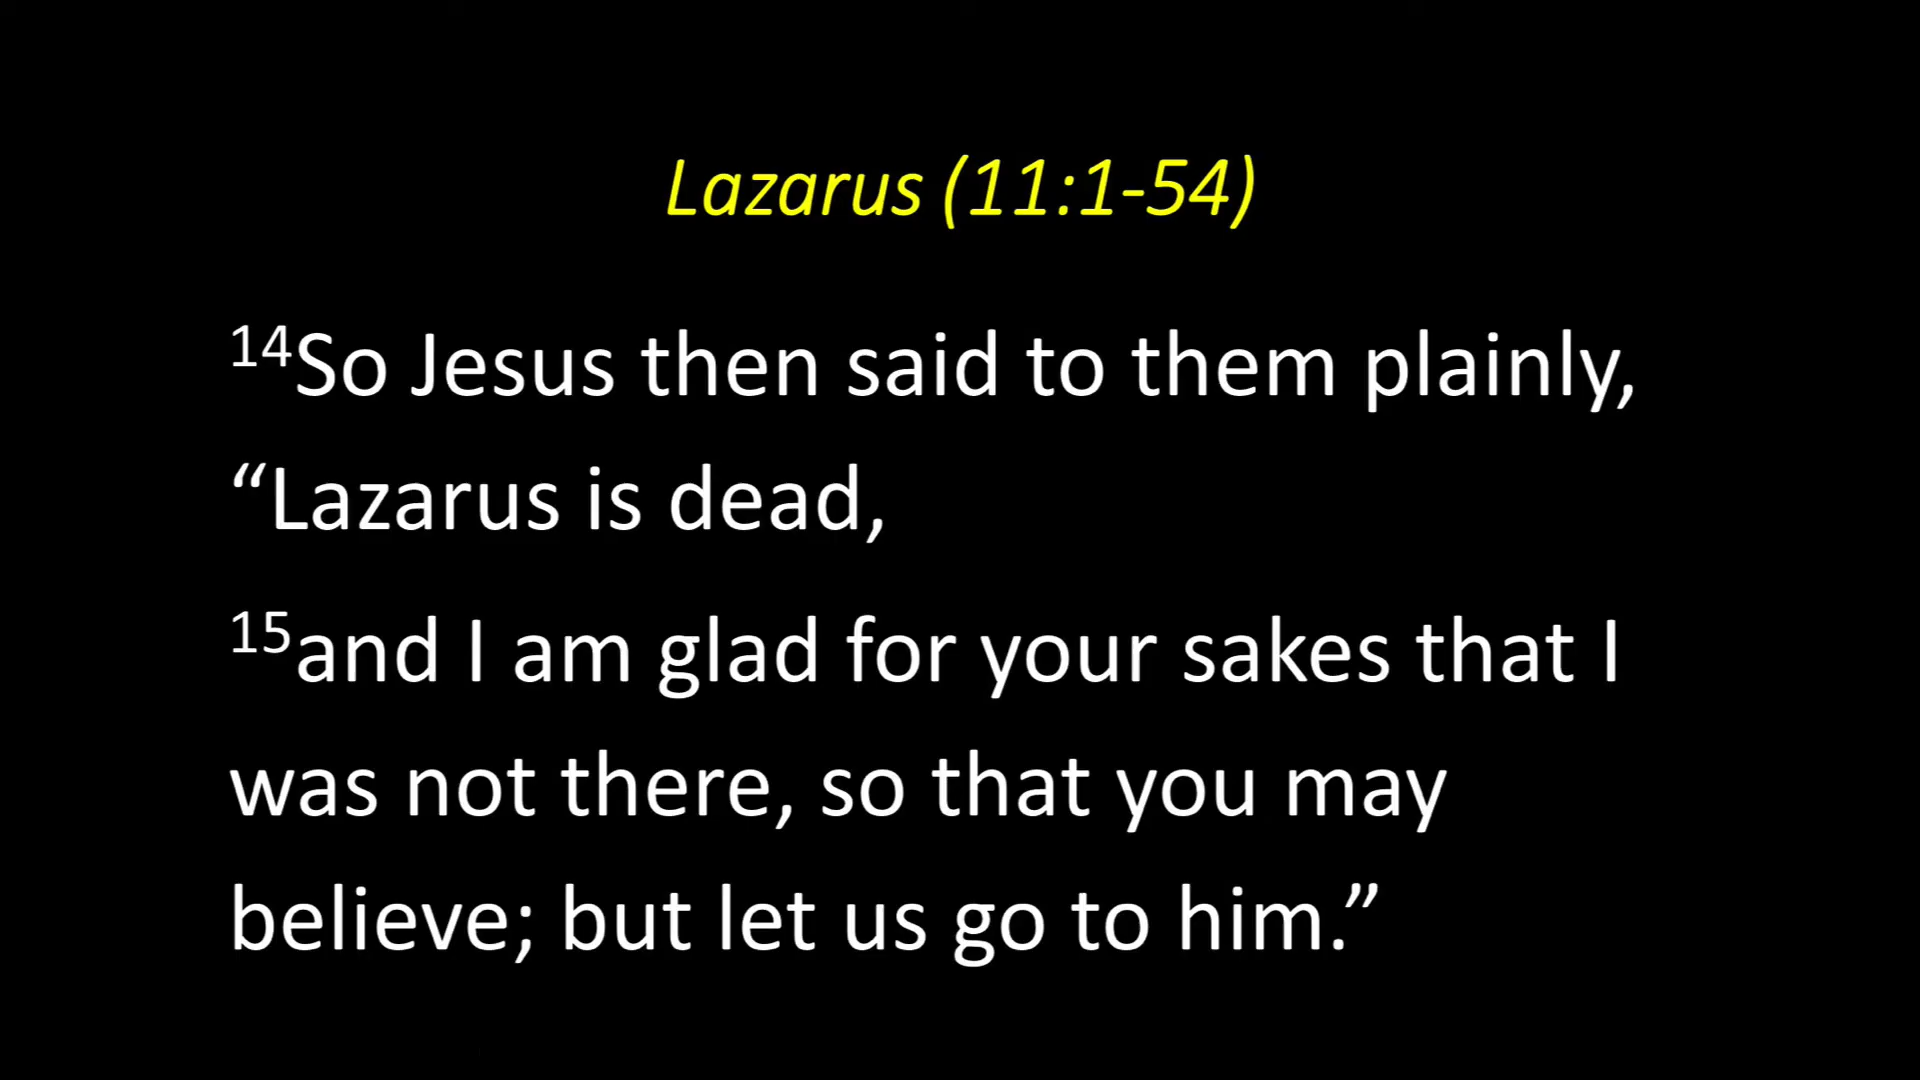 Lazarus (11:1-54)
14So Jesus then said to them plainly,
“Lazarus is dead,
15and I am glad for your sakes that I
was not there, so that you may
believe; but let us go to him.”